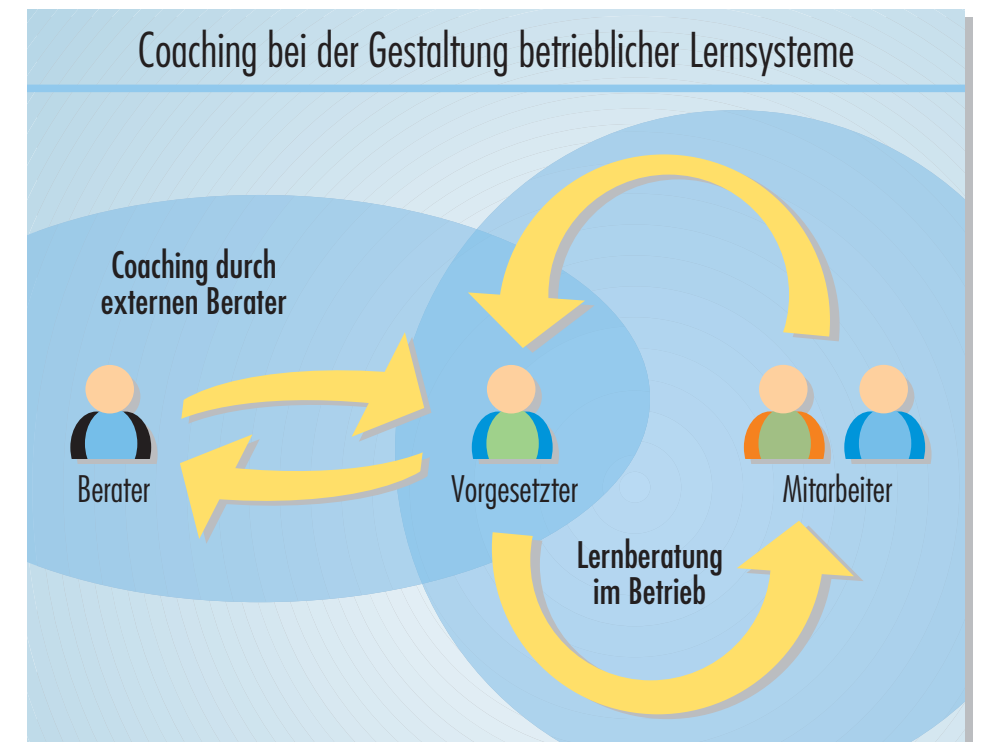 Coaching bei der Gestaltung betrieblicher Lernsysteme
Coaching durch
externen Berater
Berater
Vorgesetzter
Mitarbeiter
Lernberatung
im Betrieb